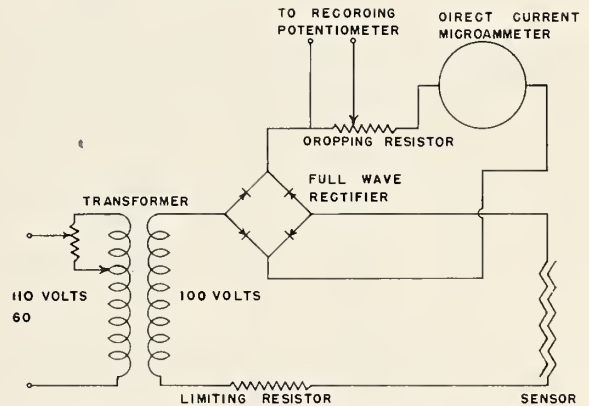 TO RECORDING
POTENTIOMETER
DIRECT CURRENT
MICROAMMETER
DROPPING RESISTOR
FULL WAVE
RECTIFIER
TRANSFORMER
110 VOLTS
60
100 VOLTS
LIMITING RESISTOR
SENSOR